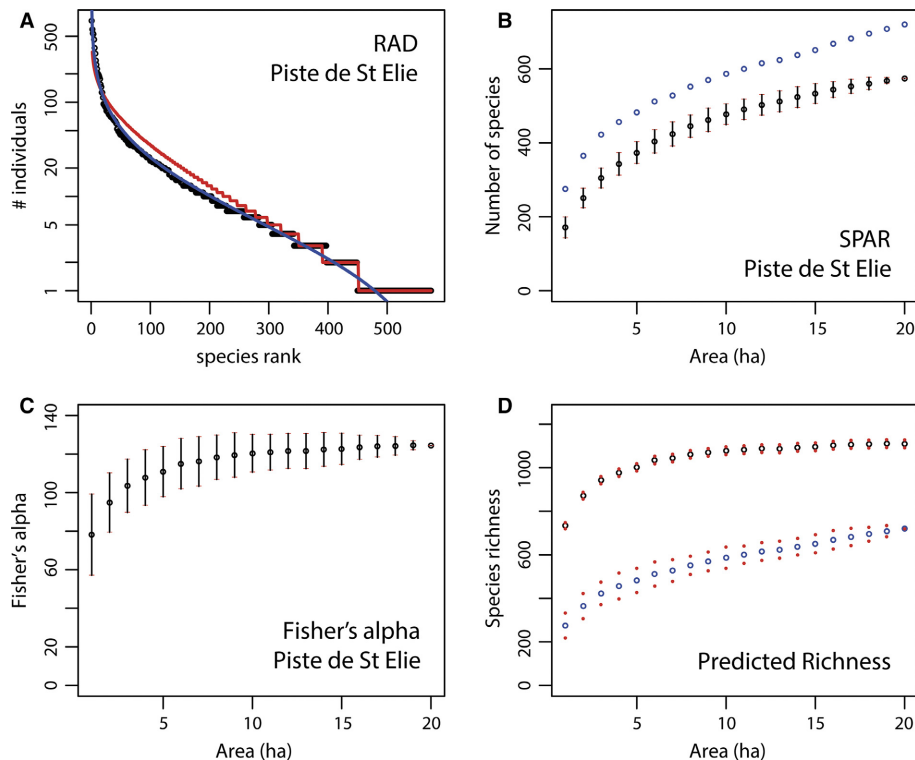 A
RAD
Piste de St Elie
# individuals
500
100
20
5
1
0 100 200 300 400 500
species rank
B
Number of species
600
400
200
0
SPAR
Piste de St Elie
5 10 15 20
Area (ha)
C
Fisher's alpha
140
100
60
20
0
Fisher's alpha
Piste de St Elie
5 10 15 20
Area (ha)
D
Species richness
1000
600
200
0
Predicted Richness
5 10 15 20
Area (ha)